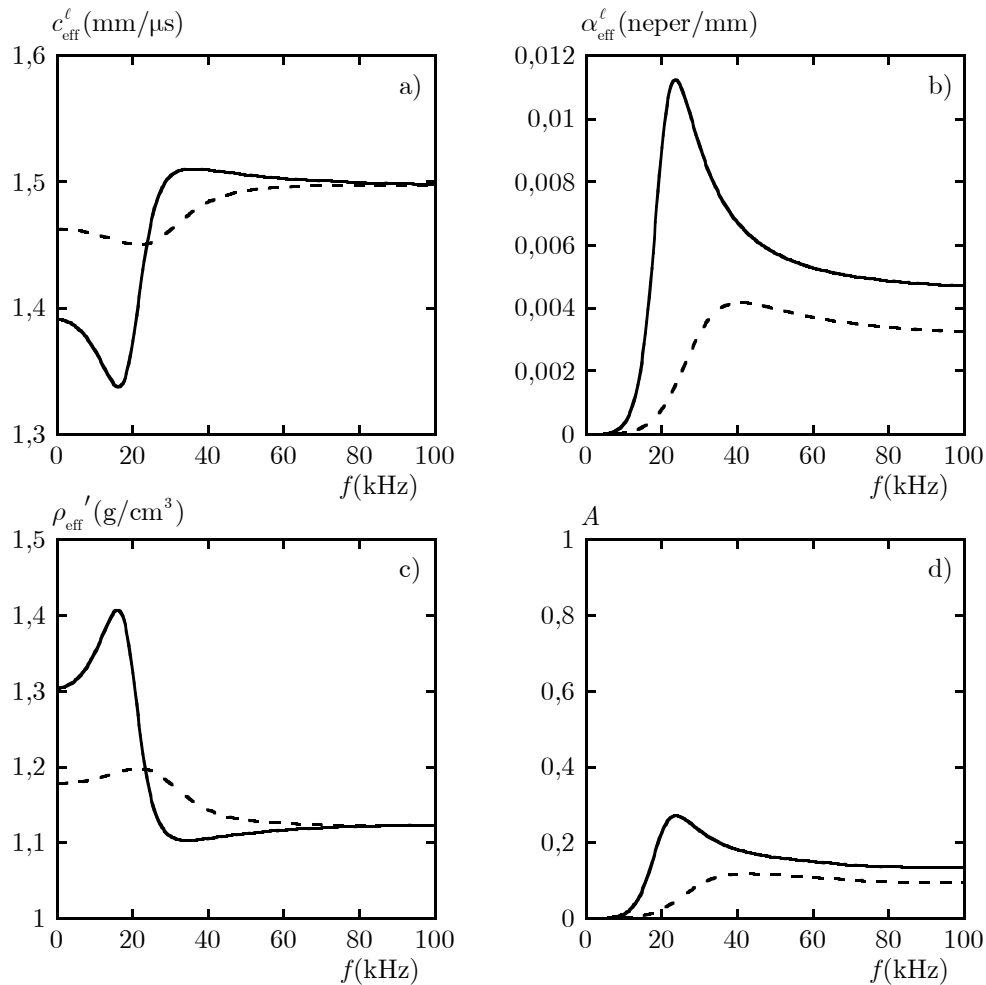 c^ℓ_eff (mm/µs)
1,6
a)
1,5
1,4
1,3
0 20 40 60 80 100
f(kHz)
α^ℓ_eff (neper/mm)
0,012
b)
0,01
0,008
0,006
0,004
0,002
0
0 20 40 60 80 100
f(kHz)
ρ_eff′ (g/cm³)
1,5
c)
1,4
1,3
1,2
1,1
1
0 20 40 60 80 100
f(kHz)
A
1
d)
0,8
0,6
0,4
0,2
0
0 20 40 60 80 100
f(kHz)